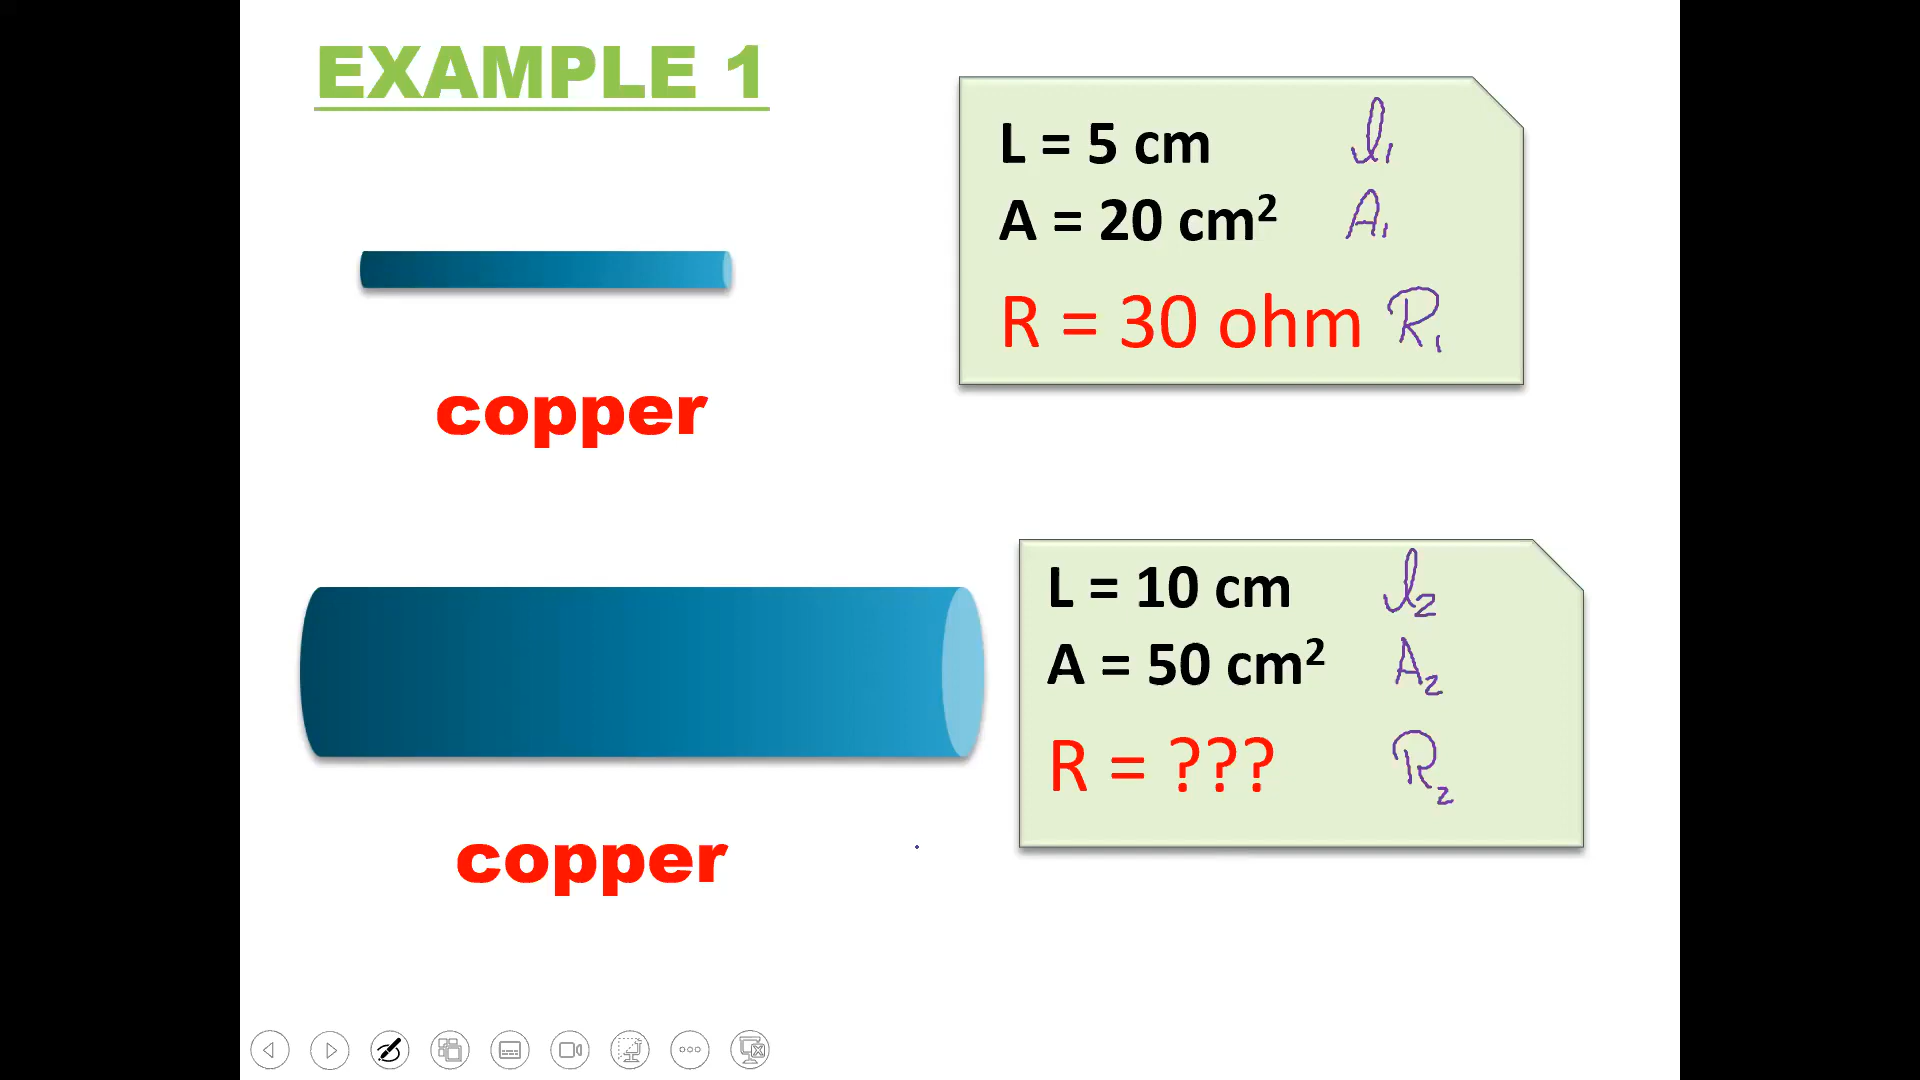 EXAMPLE 1
L = 5 cm l₁
A = 20 cm² A₁
R = 30 ohm R₁
copper
L = 10 cm l₂
A = 50 cm² A₂
R = ??? R₂
copper